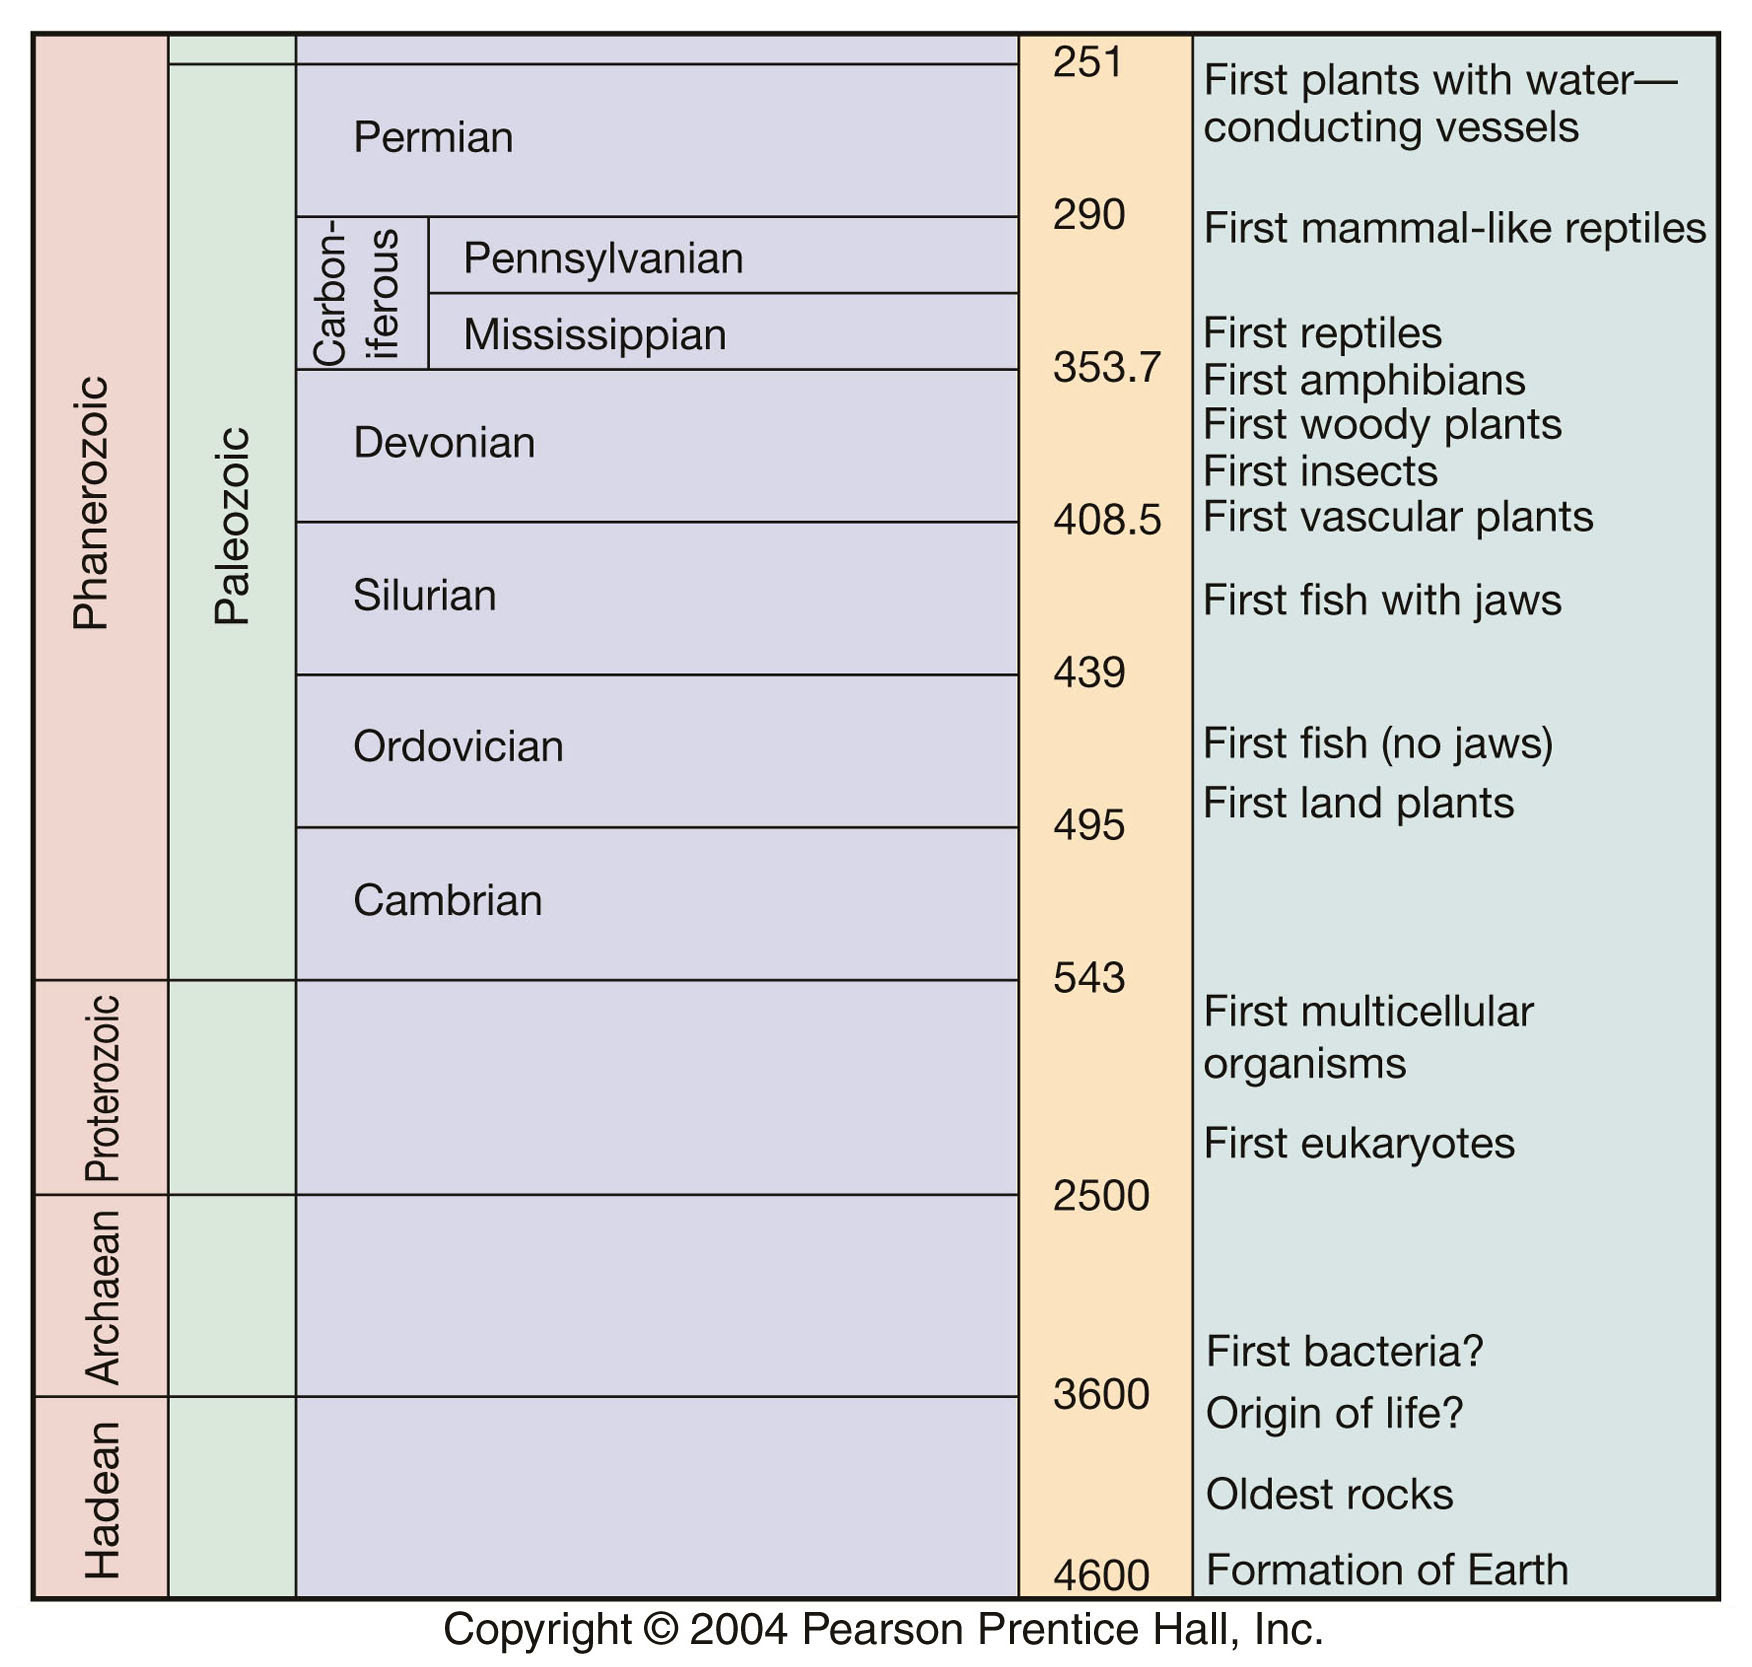 251
First plants with water—
conducting vessels
Permian
290
First mammal-like reptiles
Carbon-
iferous
Pennsylvanian
Mississippian
First reptiles
353.7
First amphibians
First woody plants
Devonian
First insects
408.5
First vascular plants
Phanerozoic
Paleozoic
Silurian
First fish with jaws
439
Ordovician
First fish (no jaws)
First land plants
495
Cambrian
543
Proterozoic
First multicellular
organisms
First eukaryotes
2500
Archaean
First bacteria?
3600
Origin of life?
Hadean
Oldest rocks
4600
Formation of Earth
Copyright © 2004 Pearson Prentice Hall, Inc.